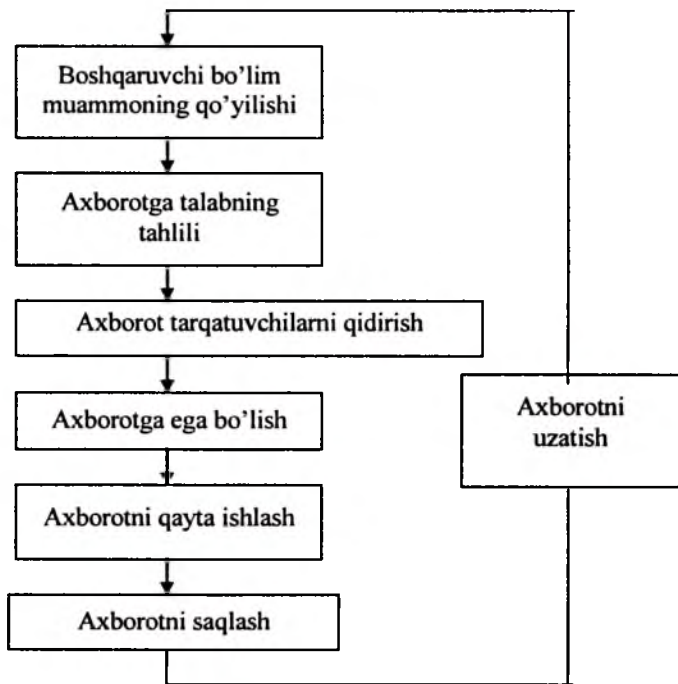 Boshqaruvchi bo’lim
muammoning qo’yilishi
Axborotga talabning
tahlili
Axborot tarqatuvchilarni qidirish
Axborotga ega bo’lish
Axborotni qayta ishlash
Axborotni saqlash
Axborotni
uzatish